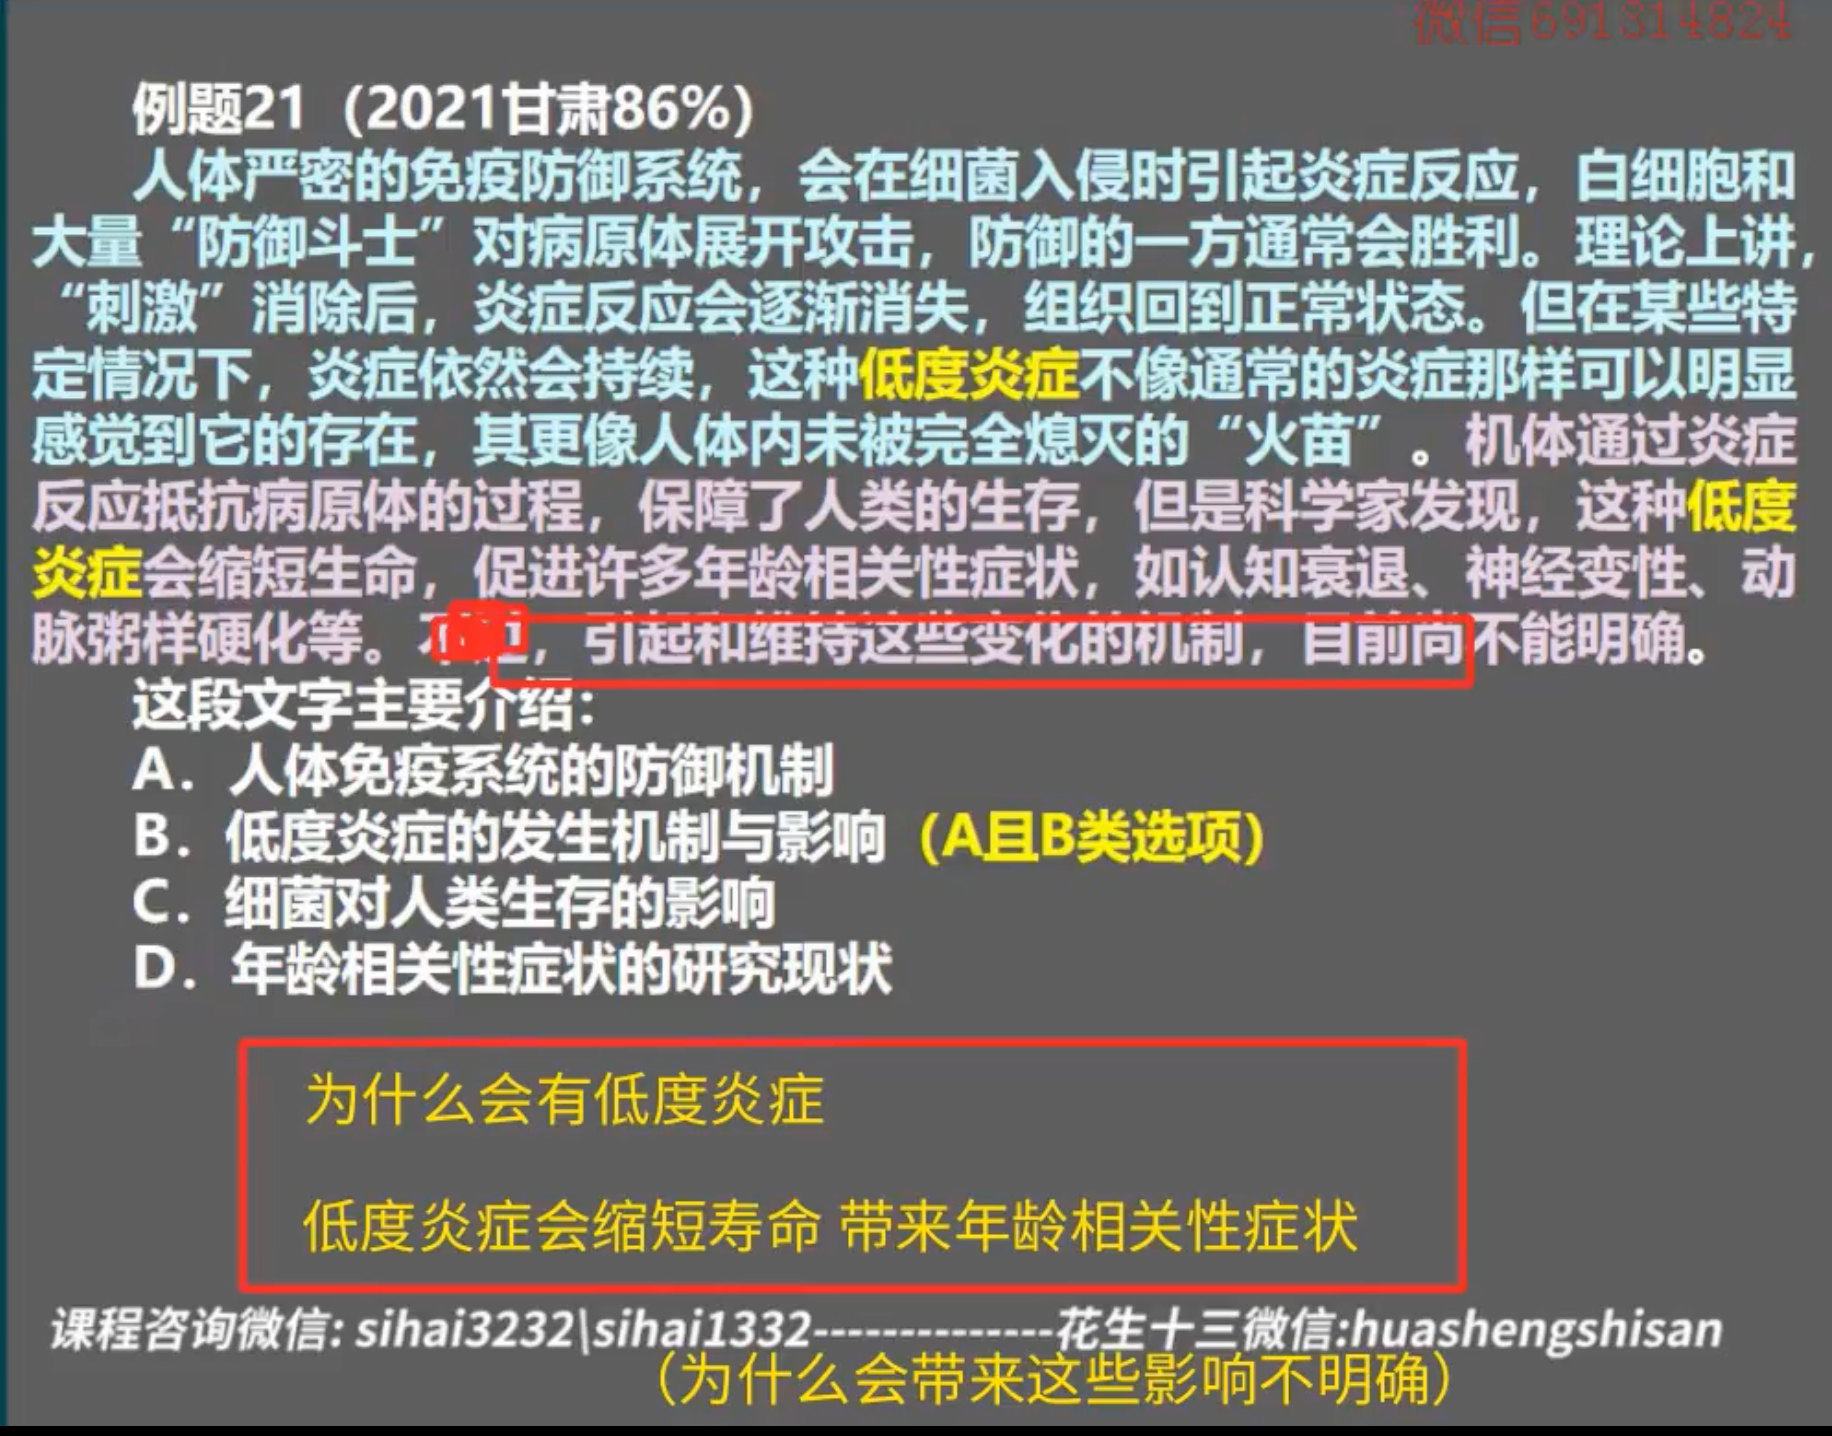 微信691314824
例题21（2021甘肃86%）
人体严密的免疫防御系统，会在细菌入侵时引起炎症反应，白细胞和
大量“防御斗士”对病原体展开攻击，防御的一方通常会胜利。理论上讲，
“刺激”消除后，炎症反应会逐渐消失，组织回到正常状态。但在某些特
定情况下，炎症依然会持续，这种低度炎症不像通常的炎症那样可以明显
感觉到它的存在，其更像人体内未被完全熄灭的“火苗”。机体通过炎症
反应抵抗病原体的过程，保障了人类的生存，但是科学家发现，这种低度
炎症会缩短生命，促进许多年龄相关性症状，如认知衰退、神经变性、动
脉粥样硬化等。不过，引起和维持这些变化的机制，目前尚不能明确。
这段文字主要介绍：
A．人体免疫系统的防御机制
B．低度炎症的发生机制与影响（A且B类选项）
C．细菌对人类生存的影响
D．年龄相关性症状的研究现状
为什么会有低度炎症
低度炎症会缩短寿命 带来年龄相关性症状
课程咨询微信: sihai3232\sihai1332--------------花生十三微信:huashengshisan
（为什么会带来这些影响不明确）